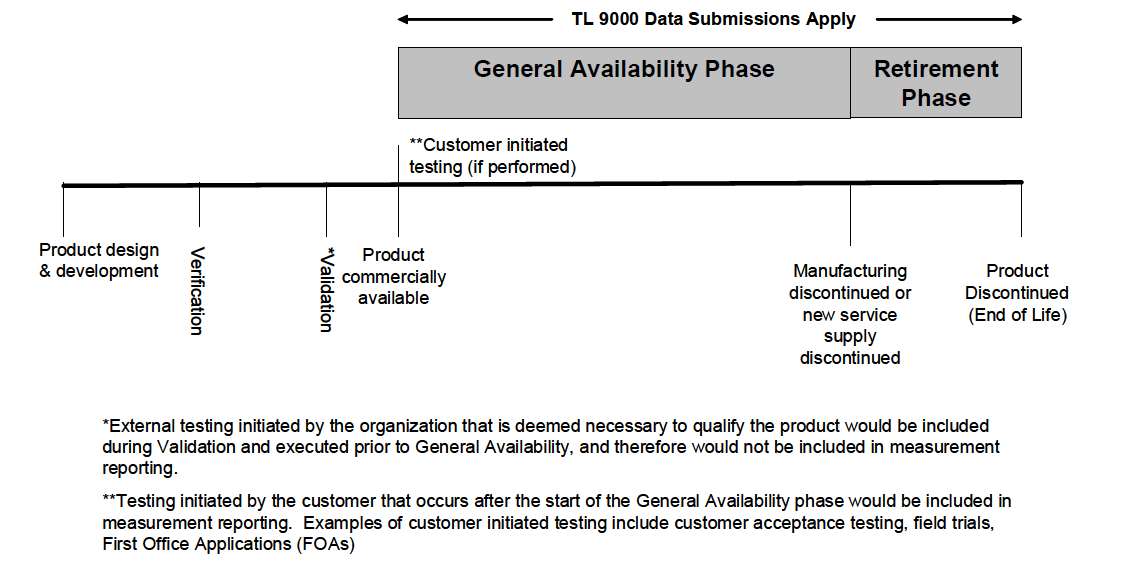 TL 9000 Data Submissions Apply
General Availability Phase
Retirement
Phase
**Customer initiated
testing (if performed)
Product design
& development
Verification
*Validation
Product
commercially
available
Manufacturing
discontinued or
new service
supply
discontinued
Product
Discontinued
(End of Life)
*External testing initiated by the organization that is deemed necessary to qualify the product would be included
during Validation and executed prior to General Availability, and therefore would not be included in measurement
reporting.
**Testing initiated by the customer that occurs after the start of the General Availability phase would be included in
measurement reporting.  Examples of customer initiated testing include customer acceptance testing, field trials,
First Office Applications (FOAs)